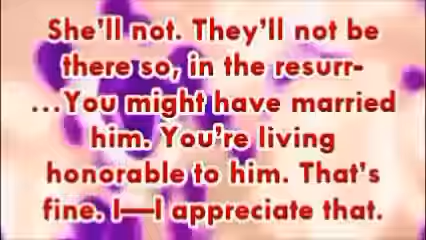 She'll not. They'll not be
there so, in the resurr-
...You might have married
him. You're living
honorable to him. That's
fine. I—I appreciate that.